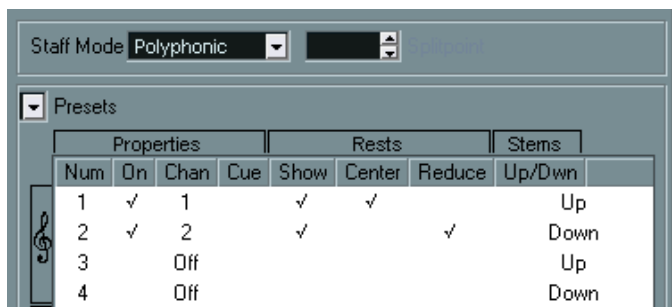 Staff Mode Polyphonic Splitpoint
Presets
Properties Rests Stems
Num On Chan Cue Show Center Reduce Up/Dwn
1 √ 1 √ √ Up
2 √ 2 √ √ Down
3 Off Up
4 Off Down